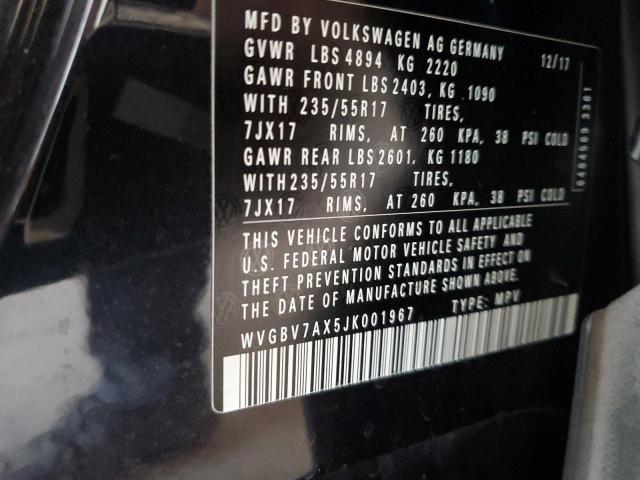 MFD BY VOLKSWAGEN AG GERMANY 12/17
GVWR LBS 4894 KG 2220
GAWR FRONT LBS 2403, KG 1090
WITH 235/55R17 TIRES,
7JX17 RIMS, AT 260 KPA, 38 PSI COLD
GAWR REAR LBS 2601, KG 1180
WITH 235/55R17 TIRES,
7JX17 RIMS, AT 260 KPA, 38 PSI COLD
THIS VEHICLE CONFORMS TO ALL APPLICABLE
U.S. FEDERAL MOTOR VEHICLE SAFETY AND
THEFT PREVENTION STANDARDS IN EFFECT ON
THE DATE OF MANUFACTURE SHOWN ABOVE.
WVGBV7AX5JK001967 TYPE: MPV